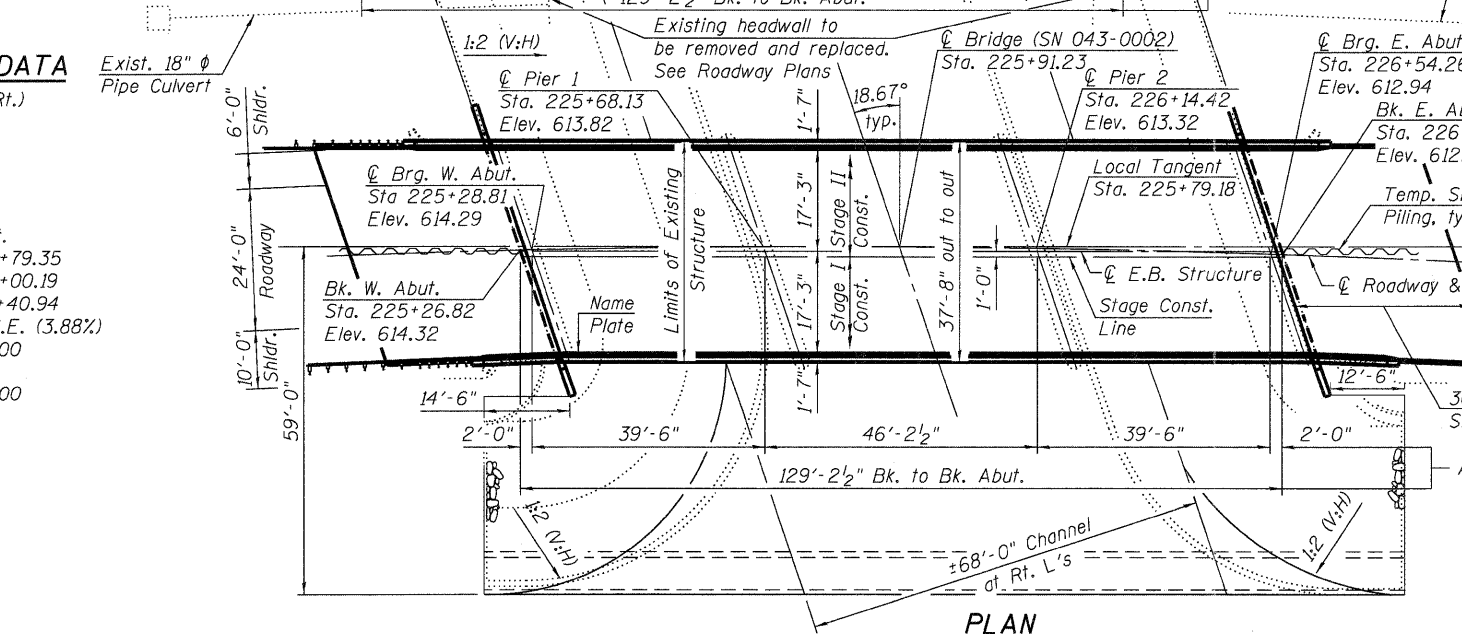 129'-2½" Bk. to Bk. Abut.
Existing headwall to
be removed and replaced.
See Roadway Plans
1:2 (V:H)
℄ Bridge (SN 043-0002)
Sta. 225+91.23
℄ Brg. E. Abut
Sta. 226+54.26
Elev. 612.94
DATA
Rt.)
Exist. 18" φ
Pipe Culvert
℄ Pier 1
Sta. 225+68.13
Elev. 613.82
18.67°
typ.
℄ Pier 2
Sta. 226+14.42
Elev. 613.32
Bk. E. Ab
Sta. 226
Elev. 612.
6'-0"
Shldr.
1'-7"
℄ Brg. W. Abut.
Sta 225+28.81
Elev. 614.29
Limits of Existing
Structure
17'-3"
Stage II
Const.
37'-8" out to out
Local Tangent
Sta. 225+79.18
Temp. S
Piling, ty
24'-0"
Roadway
+79.35
+00.19
+40.94
.E. (3.88%)
00
00
Bk. W. Abut.
Sta. 225+26.82
Elev. 614.32
Name
Plate
17'-3"
Stage I
Const.
1'-0"
℄ E.B. Structure
Stage Const.
Line
℄ Roadway &
10'-0"
Shldr.
1'-7"
14'-6"
12'-6"
59'-0"
2'-0"
39'-6"
46'-2½"
39'-6"
2'-0"
129'-2½" Bk. to Bk. Abut.
1:2 (V:H)
1:2 (V:H)
±68'-0" Channel
at Rt. L's
PLAN